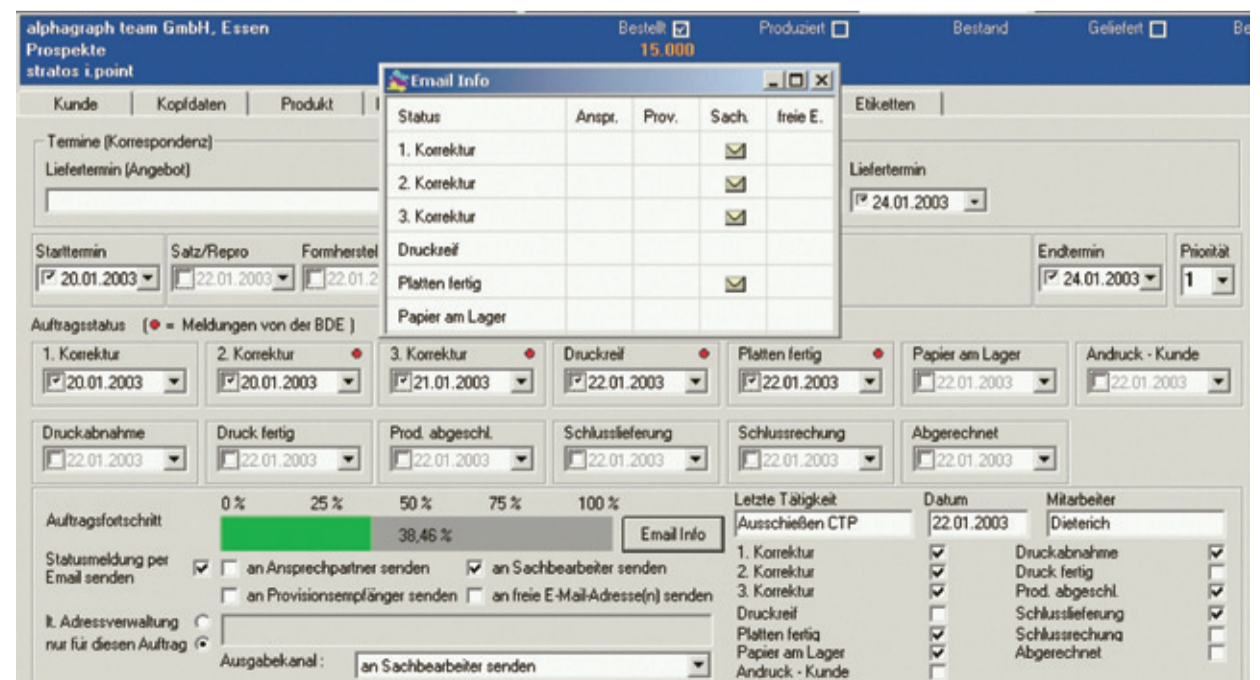 alphagraph team GmbH, Essen
Bestellt Produziert Bestand Geliefert Be
Prospekte
15.000
stratos i.point
Email Info
Kunde Kopfdaten Produkt Etiketten
Status Anspr. Prov. Sach. freie E.
1. Korrektur
2. Korrektur
3. Korrektur
Druckreif
Platten fertig
Papier am Lager
Termine (Korrespondenz)
Liefertermin (Angebot)
Liefertermin
24.01.2003
Starttermin Satz/Repro Formherstel Endtermin Priorität
20.01.2003 22.01.2003 22.01.2 24.01.2003 1
Auftragsstatus ( = Meldungen von der BDE )
1. Korrektur 2. Korrektur 3. Korrektur Druckreif Platten fertig Papier am Lager Andruck - Kunde
20.01.2003 20.01.2003 21.01.2003 22.01.2003 22.01.2003 22.01.2003 22.01.2003
Druckabnahme Druck fertig Prod. abgeschl. Schlusslieferung Schlussrechung Abgerechnet
22.01.2003 22.01.2003 22.01.2003 22.01.2003 22.01.2003 22.01.2003
0 % 25 % 50 % 75 % 100 %
Auftragsfortschritt
38,46 %
Email Info
Letzte Tätigkeit Datum Mitarbeiter
Ausschießen CTP 22.01.2003 Dieterich
Statusmeldung per
Email senden
an Ansprechpartner senden an Sachbearbeiter senden
an Provisionsempfänger senden an freie E-Mail-Adresse(n) senden
lt. Adressverwaltung
nur für diesen Auftrag
Ausgabekanal : an Sachbearbeiter senden
1. Korrektur Druckabnahme
2. Korrektur Druck fertig
3. Korrektur Prod. abgeschl.
Druckreif Schlusslieferung
Platten fertig Schlussrechung
Papier am Lager Abgerechnet
Andruck - Kunde